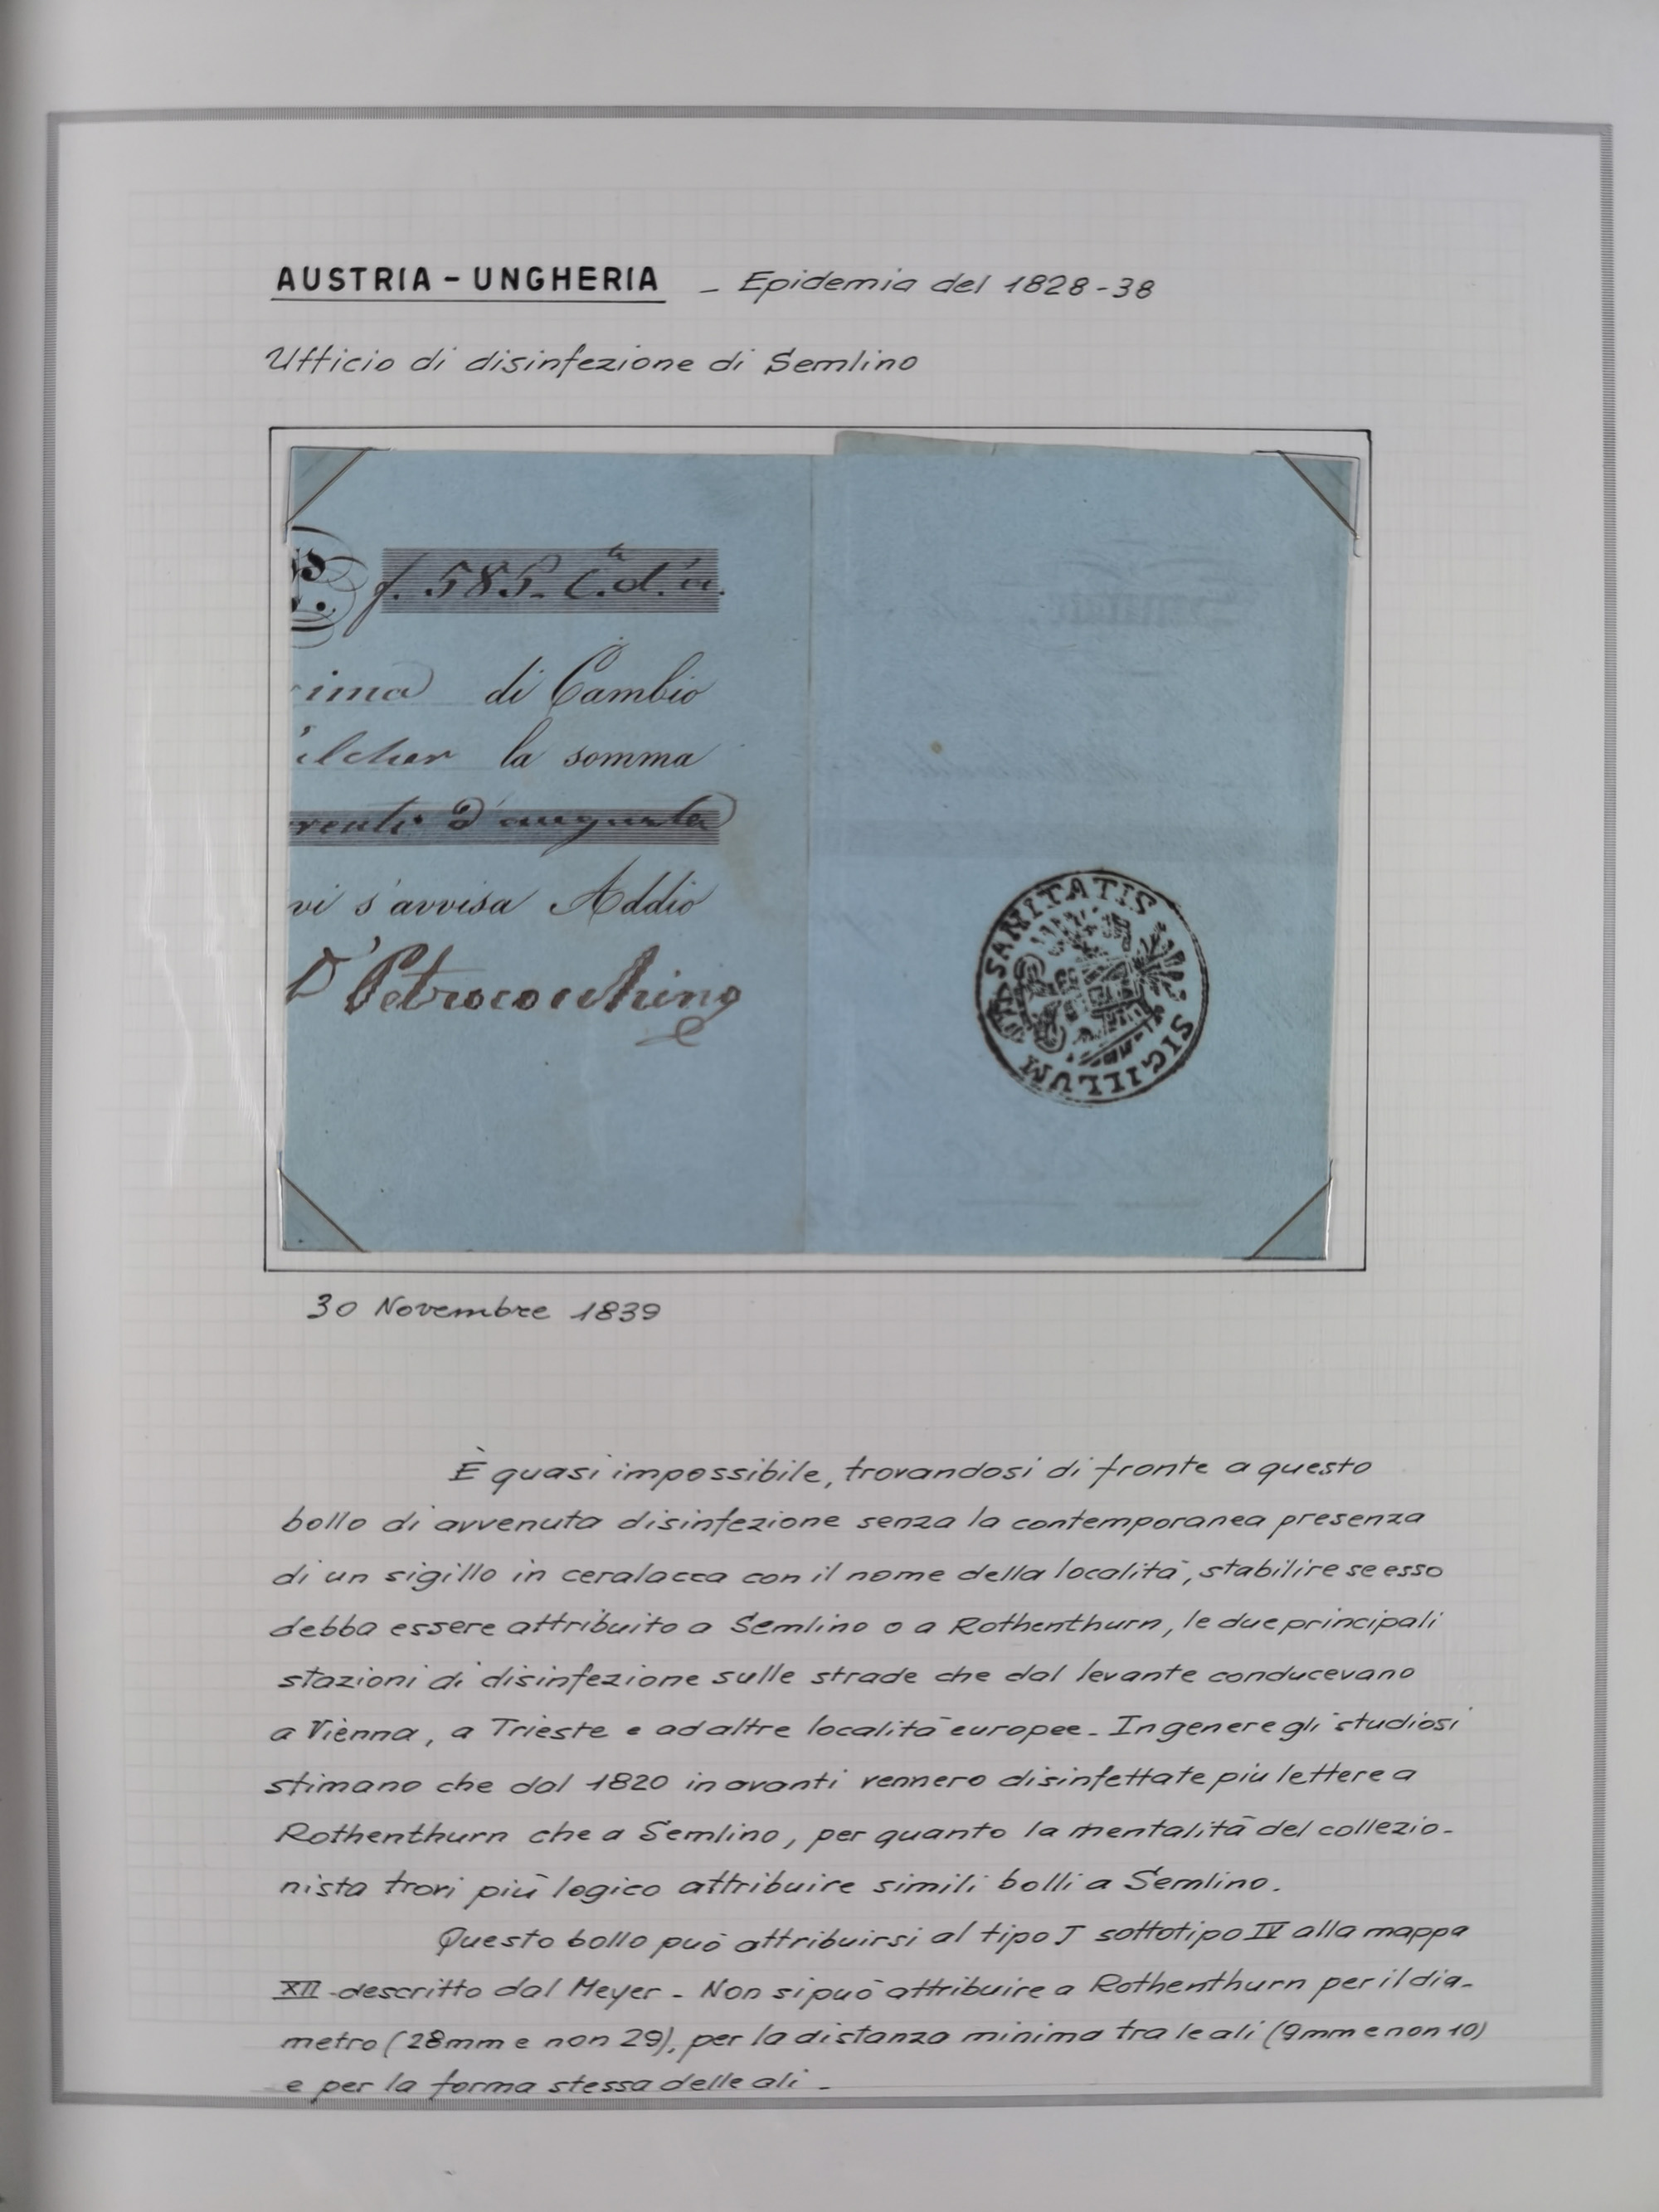 AUSTRIA - UNGHERIA - Epidemia del 1828-38
Ufficio di disinfezione di Semlino
f. 585.
di Cambio
la somma
d'augusta
vi s'avvisa Addio
Petrococchino
SANITATIS
SIGILLUM
30 Novembre 1839
È quasi impossibile, trovandosi di fronte a questo
bollo di avvenuta disinfezione senza la contemporanea presenza
di un sigillo in ceralacca con il nome della località, stabilire se esso
debba essere attribuito a Semlino o a Rothenthurn, le due principali
stazioni di disinfezione sulle strade che dal levante conducevano
a Vienna, a Trieste e ad altre località europee - In genere gli studiosi
stimano che dal 1820 in avanti vennero disinfettate più lettere a
Rothenthurn che a Semlino, per quanto la mentalità del collezio-
nista trovi più logico attribuire simili bolli a Semlino.
Questo bollo può attribuirsi al tipo I sottotipo IV alla mappa
XII descritto dal Meyer - Non si può attribuire a Rothenthurn per il dia-
metro (28mm e non 29), per la distanza minima tra le ali (9mm e non 10)
e per la forma stessa delle ali -